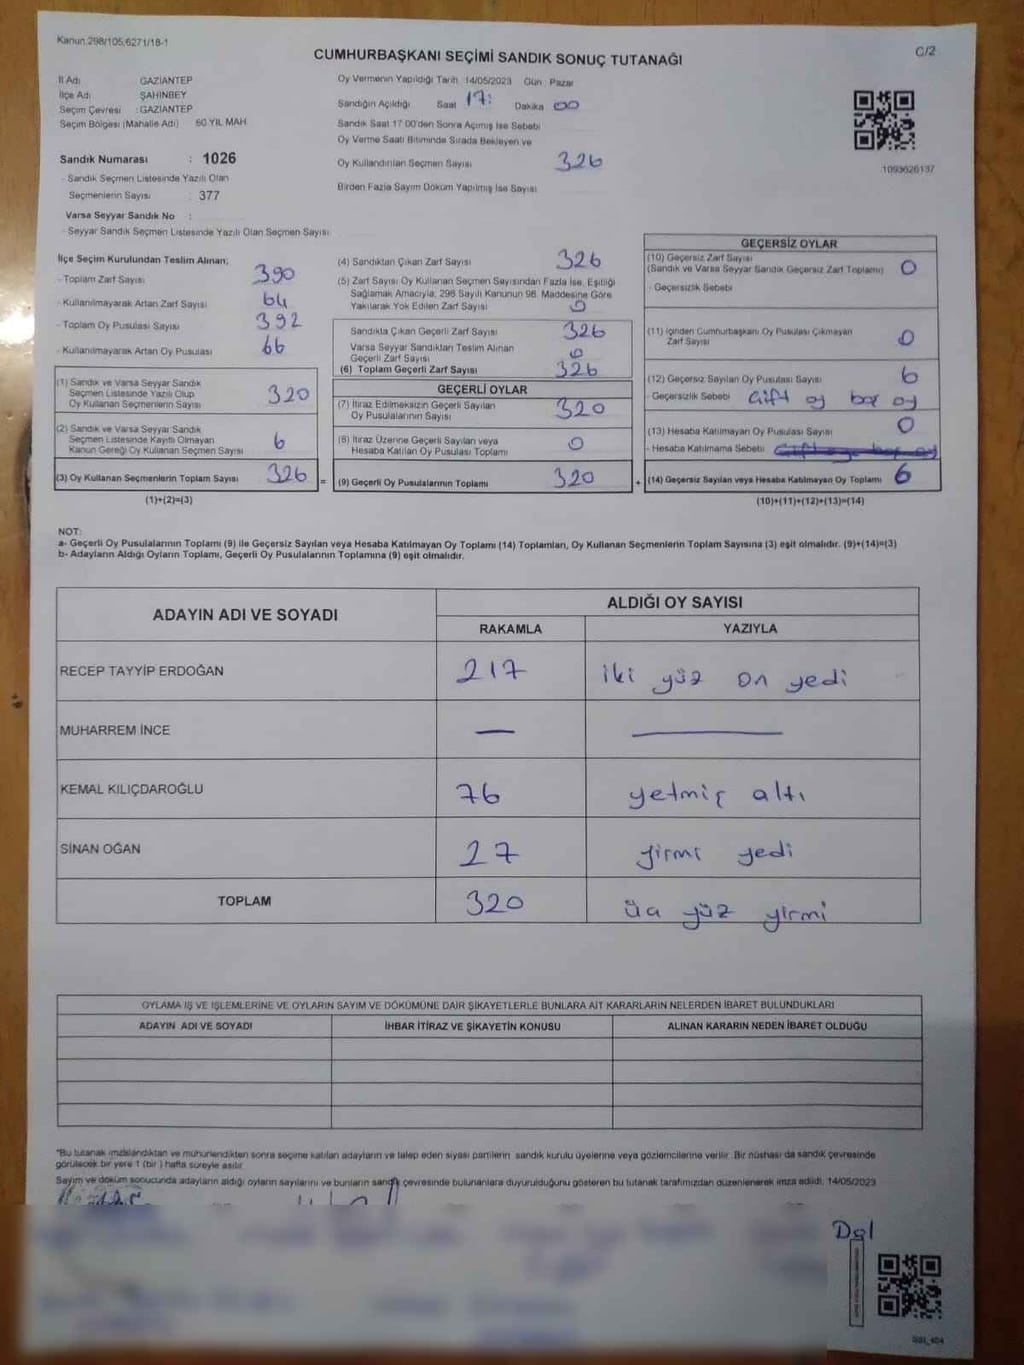 Kanun,298/105,6271/18-1
CUMHURBAŞKANI SEÇİMİ SANDIK SONUÇ TUTANAĞI
C/2
İl Adı GAZİANTEP
İlçe Adı ŞAHİNBEY
Seçim Çevresi : GAZİANTEP
Seçim Bölgesi (Mahalle Adı) 60 YIL MAH.
Sandık Numarası : 1026
- Sandık Seçmen Listesinde Yazılı Olan
Seçmenlerin Sayısı : 377
Varsa Seyyar Sandık No :
- Seyyar Sandık Seçmen Listesinde Yazılı Olan Seçmen Sayısı
Oy Vermenin Yapıldığı Tarih 14/05/2023 Gün Pazar
Sandığın Açıldığı Saat 17: Dakika 00
Sandık Saat 17 00'den Sonra Açmış İse Sebebi
Oy Verme Saati Bitiminde Sırada Bekleyen ve
Oy Kullandırılan Seçmen Sayısı 326
Birden Fazla Sayım Döküm Yapılmış İse Sayısı
1093626137
İlçe Seçim Kurulundan Teslim Alınan;
- Toplam Zarf Sayısı 390
- Kullanılmayarak Artan Zarf Sayısı 64
- Toplam Oy Pusulası Sayısı 392
- Kullanılmayarak Artan Oy Pusulası 66
(1) Sandık ve Varsa Seyyar Sandık
Seçmen Listesinde Yazılı Olup
Oy Kullanan Seçmenlerin Sayısı 320
(2) Sandık ve Varsa Seyyar Sandık
Seçmen Listesinde Kayıtlı Olmayan
Kanun Gereği Oy Kullanan Seçmen Sayısı 6
(3) Oy Kullanan Seçmenlerin Toplam Sayısı 326 =
(1)+(2)=(3)
(4) Sandıktan Çıkan Zarf Sayısı 326
(5) Zarf Sayısı Oy Kullanan Seçmen Sayısından Fazla İse, Eşitliği
Sağlamak Amacıyla, 298 Sayılı Kanunun 98. Maddesine Göre
Yakılarak Yok Edilen Zarf Sayısı 0
Sandıkta Çıkan Geçerli Zarf Sayısı 326
Varsa Seyyar Sandıktan Teslim Alınan
Geçerli Zarf Sayısı 0
(6) Toplam Geçerli Zarf Sayısı 326
GEÇERLİ OYLAR
(7) İtiraz Edilmeksizin Geçerli Sayılan
Oy Pusulalarının Sayısı 320
(8) İtiraz Üzerine Geçerli Sayılan veya
Hesaba Katılan Oy Pusulası Toplamı 0
(9) Geçerli Oy Pusulalarının Toplamı 320 +
GEÇERSİZ OYLAR
(10) Geçersiz Zarf Sayısı
(Sandık ve Varsa Seyyar Sandık Geçersiz Zarf Toplamı) 0
- Geçersizlik Sebebi
(11) İçinden Cumhurbaşkanı Oy Pusulası Çıkmayan
Zarf Sayısı 0
(12) Geçersiz Sayılan Oy Pusulası Sayısı 6
- Geçersizlik Sebebi Çift oy boş oy
(13) Hesaba Katılmayan Oy Pusulası Sayısı 0
- Hesaba Katılmama Sebebi
(14) Geçersiz Sayılan veya Hesaba Katılmayan Oy Toplamı 6
(10)+(11)+(12)+(13)=(14)
NOT:
a- Geçerli Oy Pusulalarının Toplamı (9) ile Geçersiz Sayılan veya Hesaba Katılmayan Oy Toplamı (14) Toplamları, Oy Kullanan Seçmenlerin Toplam Sayısına (3) eşit olmalıdır. (9)+(14)=(3)
b- Adayların Aldığı Oyların Toplamı, Geçerli Oy Pusulalarının Toplamına (9) eşit olmalıdır.
ADAYIN ADI VE SOYADI
ALDIĞI OY SAYISI
RAKAMLA YAZIYLA
RECEP TAYYİP ERDOĞAN 217 iki yüz on yedi
MUHARREM İNCE —
KEMAL KILIÇDAROĞLU 76 yetmiş altı
SİNAN OĞAN 27 yirmi yedi
TOPLAM 320 üç yüz yirmi
OYLAMA İŞ VE İŞLEMLERİNE VE OYLARIN SAYIM VE DÖKÜMÜNE DAİR ŞİKAYETLERLE BUNLARA AİT KARARLARIN NELERDEN İBARET BULUNDUKLARI
ADAYIN ADI VE SOYADI İHBAR İTİRAZ VE ŞİKAYETİN KONUSU ALINAN KARARIN NEDEN İBARET OLDUĞU
*Bu tutanak imzalandıktan ve mühürlendikten sonra seçime katılan adayların ve talep eden siyasi partilerin sandık kurulu üyelerine veya gözlemcilerine verilir. Bir nüshası da sandık çevresinde
görülecek bir yere 1 (bir) hafta süreyle asılır
Sayım ve döküm sonucunda adayların aldığı oyların sayılarını ve bunların sandık çevresinde bulunanlara duyurulduğunu gösteren bu tutanak tarafımızdan düzenlenerek imza edildi. 14/05/2023